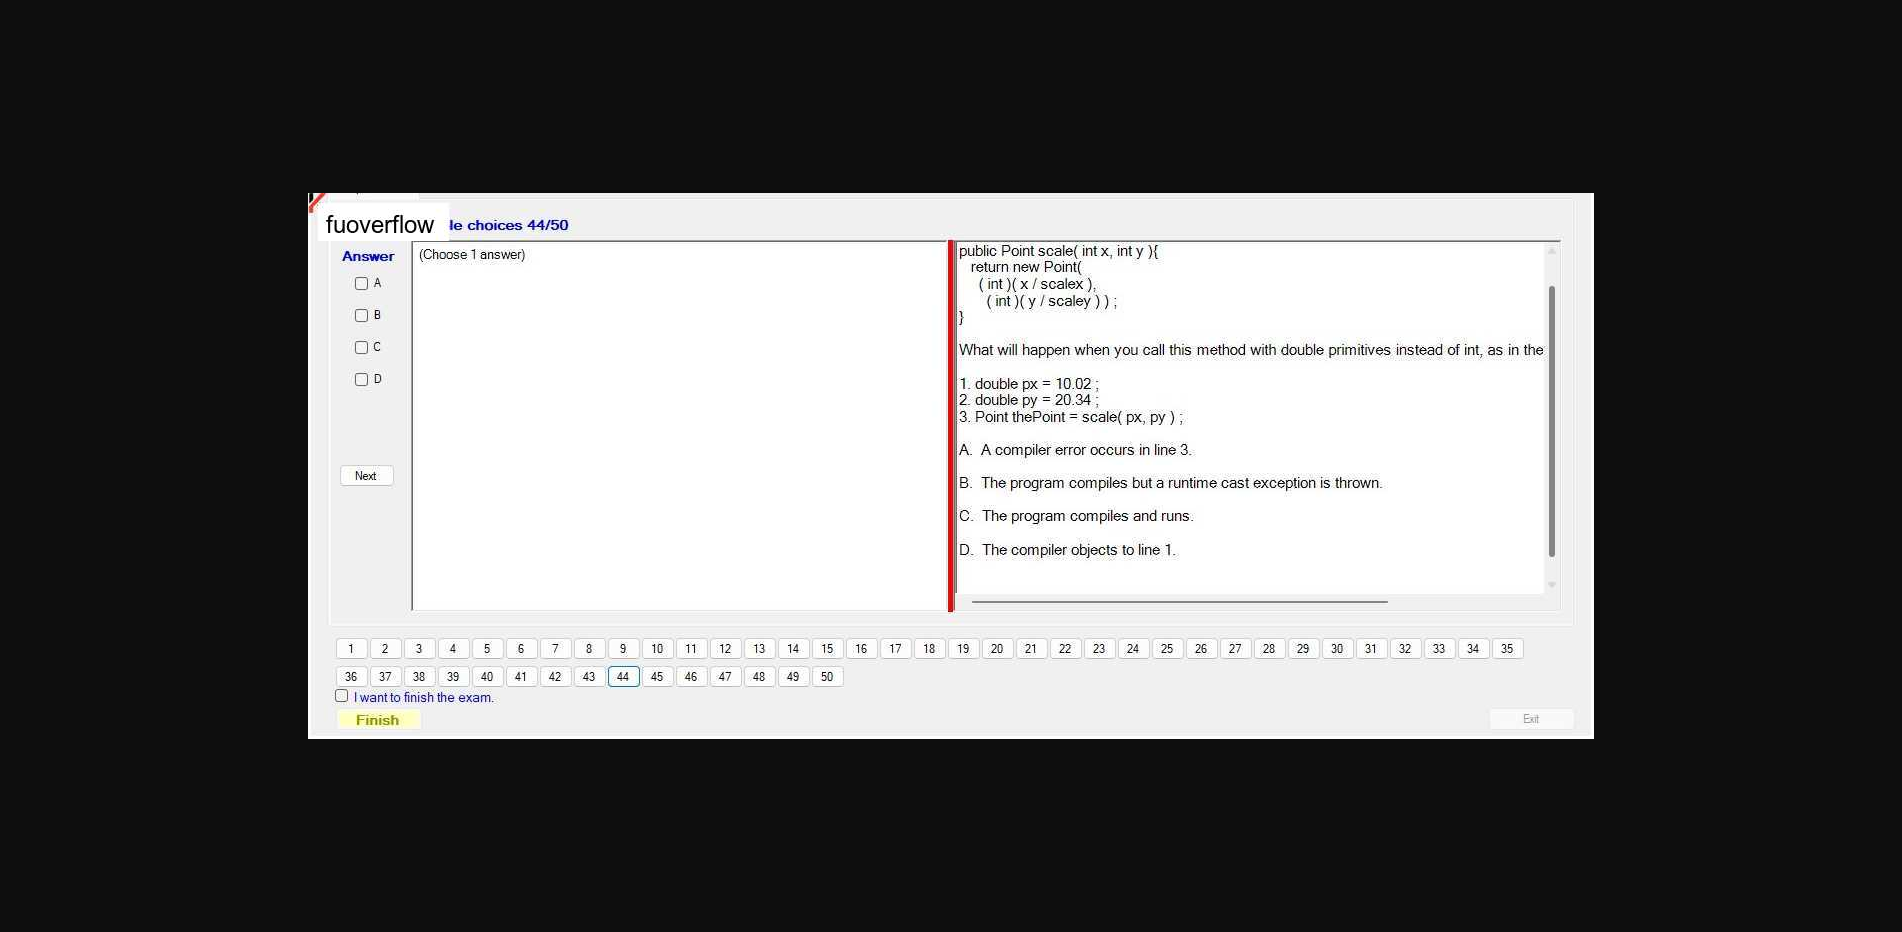 fuoverflow le choices 44/50
Answer
A
B
C
D
Next
(Choose 1 answer)
public Point scale( int x, int y ){
return new Point(
( int )( x / scalex ),
( int )( y / scaley ) ) ;
}
What will happen when you call this method with double primitives instead of int, as in the
1. double px = 10.02 ;
2. double py = 20.34 ;
3. Point thePoint = scale( px, py ) ;
A. A compiler error occurs in line 3.
B. The program compiles but a runtime cast exception is thrown.
C. The program compiles and runs.
D. The compiler objects to line 1.
1 2 3 4 5 6 7 8 9 10 11 12 13 14 15 16 17 18 19 20 21 22 23 24 25 26 27 28 29 30 31 32 33 34 35
36 37 38 39 40 41 42 43 44 45 46 47 48 49 50
I want to finish the exam.
Finish
Exit